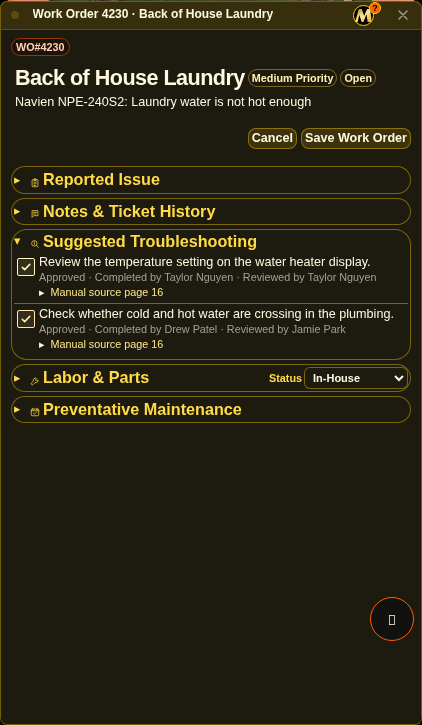 Work Order 4230 · Back of House Laundry
M ?
WO#4230
Back of House Laundry Medium Priority Open
Navien NPE-240S2: Laundry water is not hot enough
Cancel Save Work Order
Reported Issue
Notes & Ticket History
Suggested Troubleshooting
Review the temperature setting on the water heater display.
Approved · Completed by Taylor Nguyen · Reviewed by Taylor Nguyen
Manual source page 16
Check whether cold and hot water are crossing in the plumbing.
Approved · Completed by Drew Patel · Reviewed by Jamie Park
Manual source page 16
Labor & Parts Status In-House
Preventative Maintenance